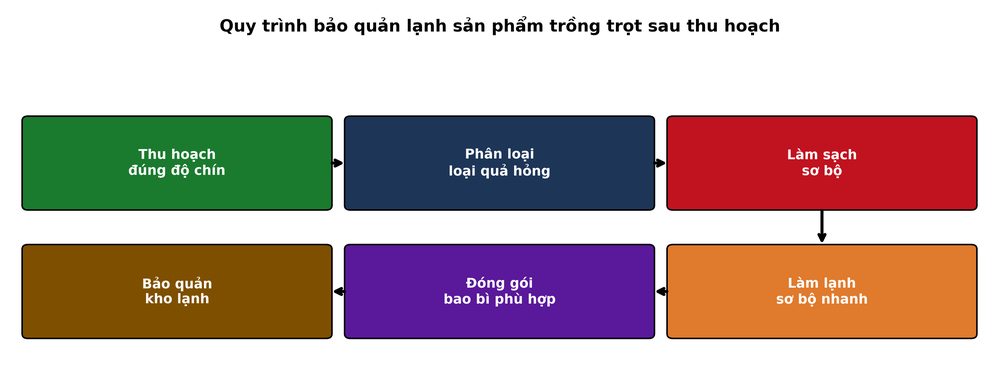 Quy trình bảo quản lạnh sản phẩm trồng trọt sau thu hoạch
Thu hoạch
đúng độ chín
Phân loại
loại quả hỏng
Làm sạch
sơ bộ
Làm lạnh
sơ bộ nhanh
Đóng gói
bao bì phù hợp
Bảo quản
kho lạnh